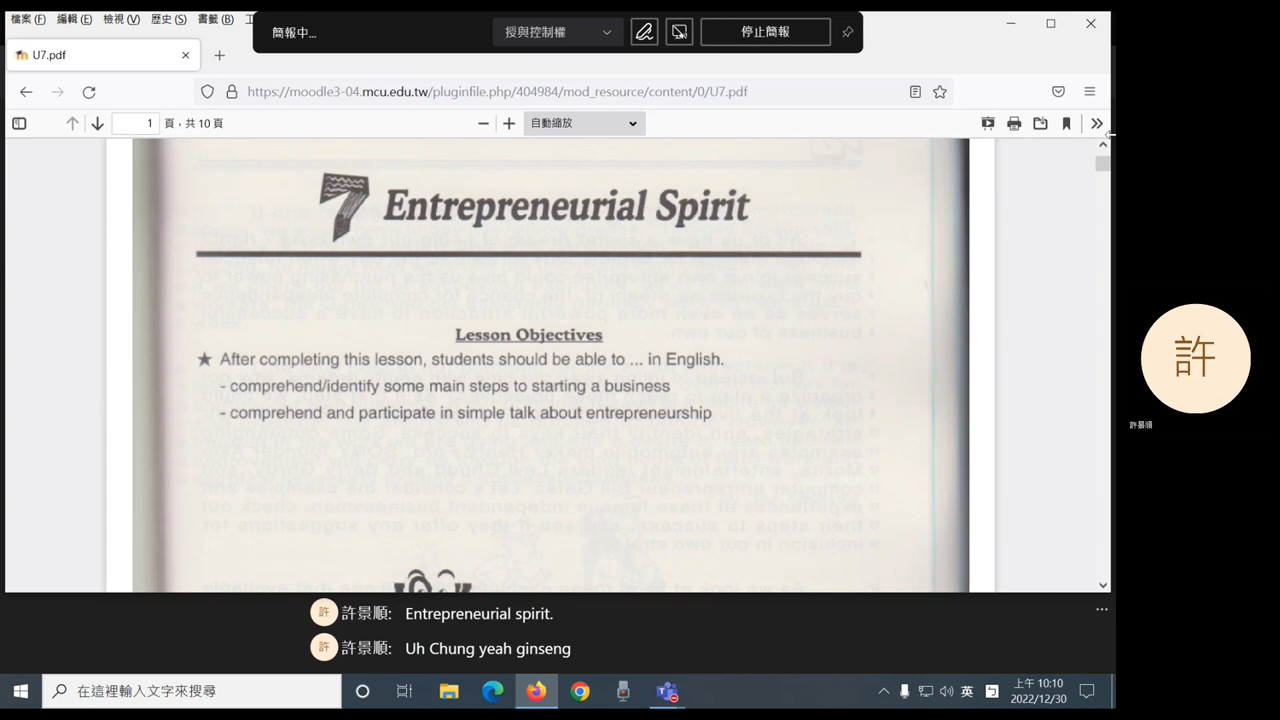 檔案(F) 編輯(E) 檢視(V) 歷史(S) 書籤(B) 工
簡報中...
授與控制權
停止簡報
U7.pdf
https://moodle3-04.mcu.edu.tw/pluginfile.php/404984/mod_resource/content/0/U7.pdf
1 頁，共 10 頁
自動縮放
7 Entrepreneurial Spirit
Lesson Objectives
★ After completing this lesson, students should be able to ... in English.
- comprehend/identify some main steps to starting a business
- comprehend and participate in simple talk about entrepreneurship
許
許景順
許 許景順: Entrepreneurial spirit.
許 許景順: Uh Chung yeah ginseng
在這裡輸入文字來搜尋
英
上午 10:10
2022/12/30